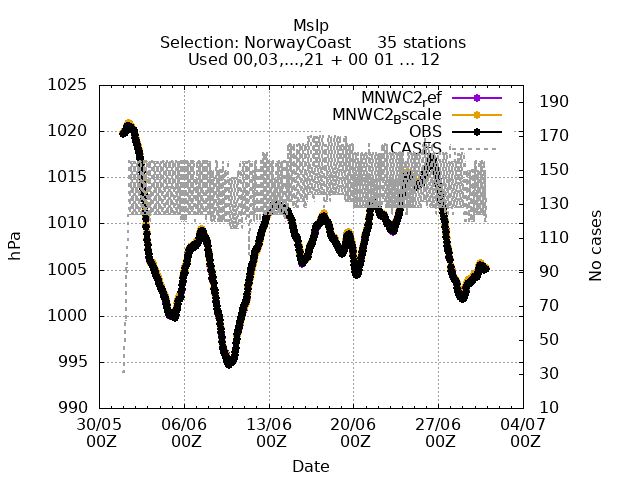 Mslp
Selection: NorwayCoast 35 stations
Used 00,03,...,21 + 00 01 ... 12
MNWC2ref
MNWC2Bscale
OBS
CASES
hPa
1025
1020
1015
1010
1005
1000
995
990
190
170
150
130
110
90
70
50
30
10
No cases
30/05 06/06 13/06 20/06 27/06 04/07
00Z 00Z 00Z 00Z 00Z 00Z
Date